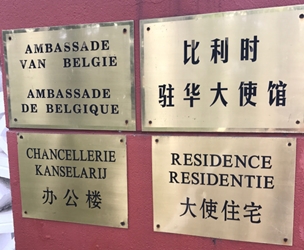 AMBASSADE
VAN BELGIE
AMBASSADE
DE BELGIQUE
比利时
驻华大使馆
CHANCELLERIE
KANSELARIJ
办公楼
RESIDENCE
RESIDENTIE
大使住宅